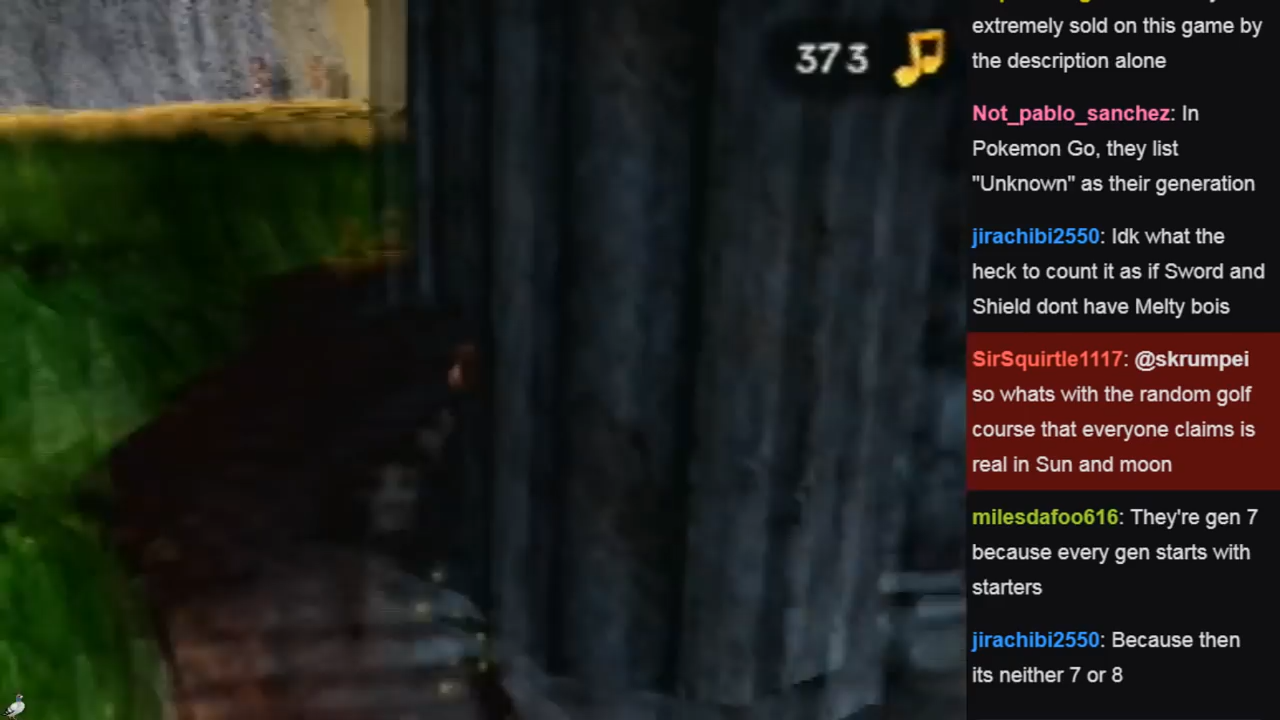 373
extremely sold on this game by
the description alone
Not_pablo_sanchez: In
Pokemon Go, they list
"Unknown" as their generation
jirachibi2550: Idk what the
heck to count it as if Sword and
Shield dont have Melty bois
SirSquirtle1117: @skrumpei
so whats with the random golf
course that everyone claims is
real in Sun and moon
milesdafoo616: They're gen 7
because every gen starts with
starters
jirachibi2550: Because then
its neither 7 or 8